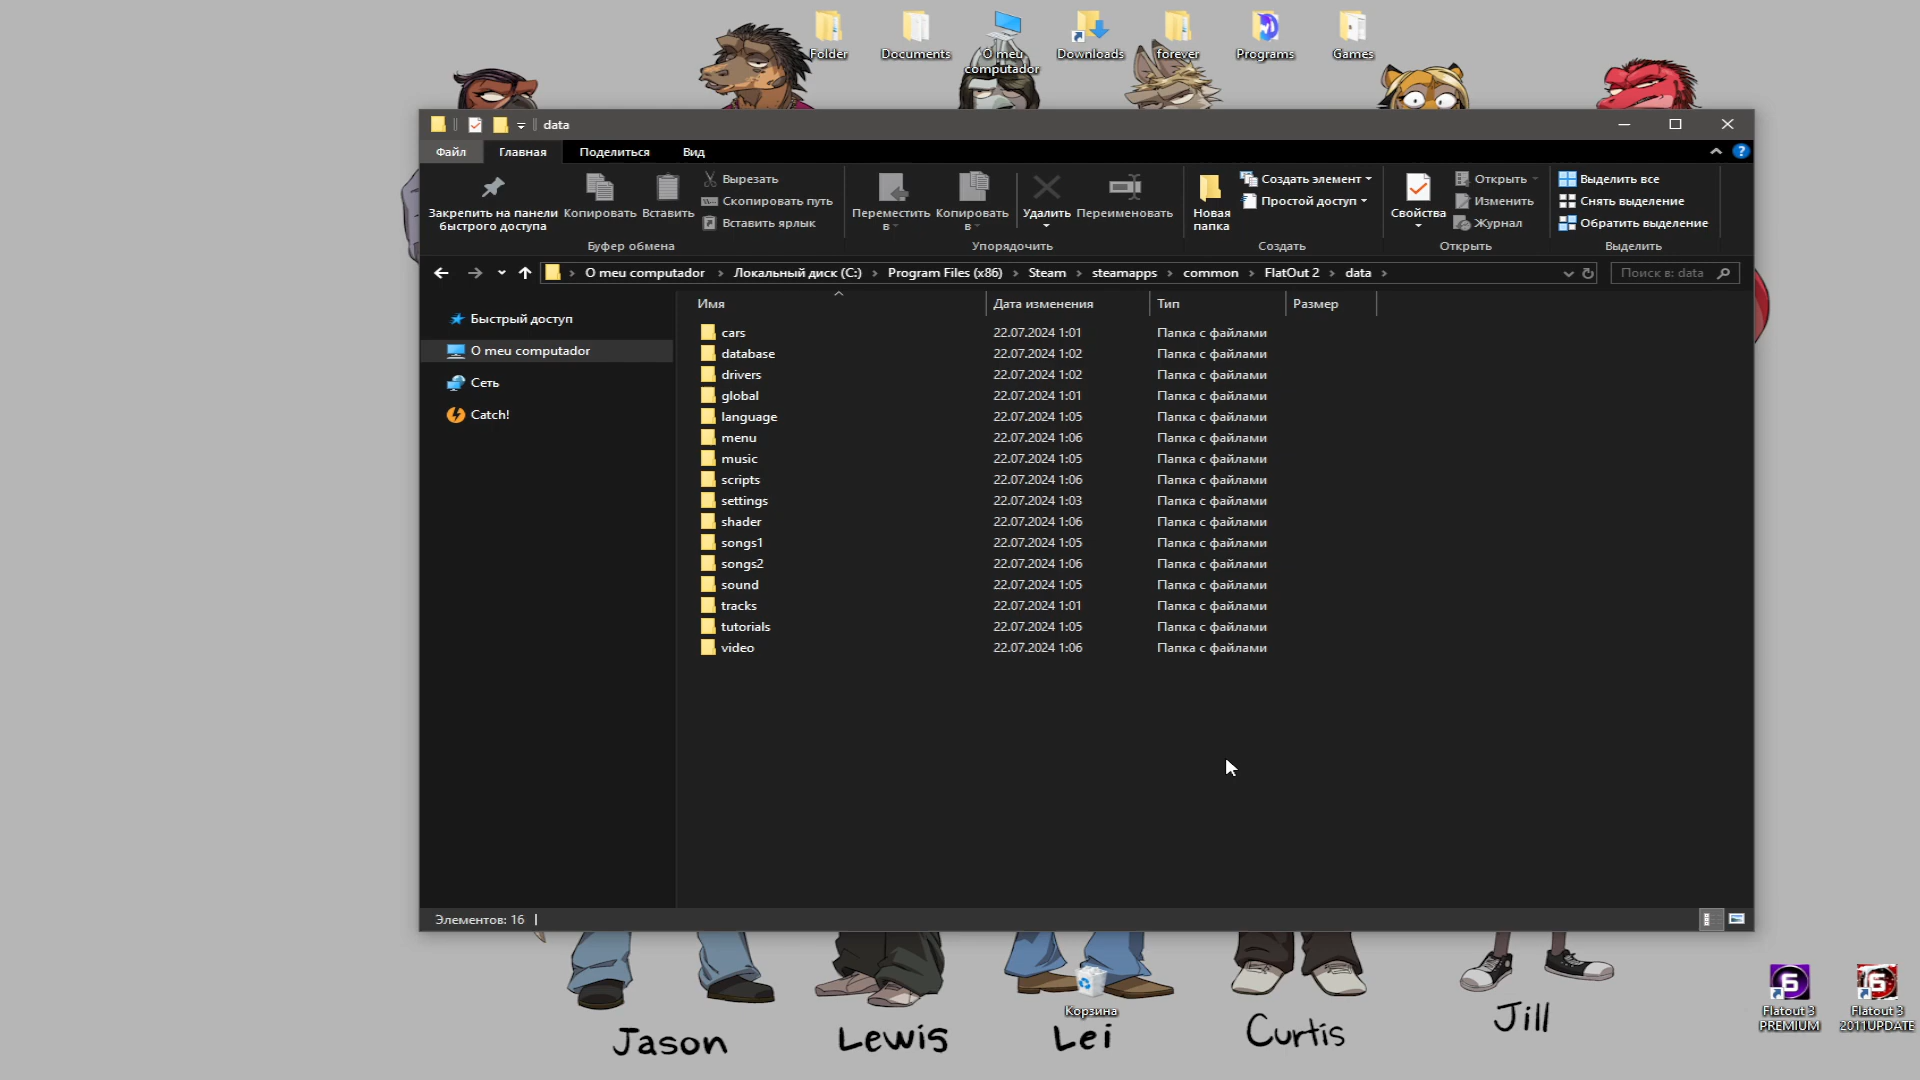 Folder
Documents
O meu
computador
Downloads
forever
Programs
Games
data
Файл
Главная
Поделиться
Вид
?
Закрепить на панели
быстрого доступа
Копировать
Вставить
Вырезать
Скопировать путь
Вставить ярлык
Буфер обмена
Переместить
в
Копировать
в
Удалить
Переименовать
Упорядочить
Новая
папка
Создать элемент
Простой доступ
Создать
Свойства
Открыть
Изменить
Журнал
Открыть
Выделить все
Снять выделение
Обратить выделение
Выделить
O meu computador
Локальный диск (C:)
Program Files (x86)
Steam
steamapps
common
FlatOut 2
data
Поиск в: data
Быстрый доступ
O meu computador
Сеть
Catch!
Имя Дата изменения Тип Размер
cars 22.07.2024 1:01 Папка с файлами
database 22.07.2024 1:02 Папка с файлами
drivers 22.07.2024 1:02 Папка с файлами
global 22.07.2024 1:01 Папка с файлами
language 22.07.2024 1:05 Папка с файлами
menu 22.07.2024 1:06 Папка с файлами
music 22.07.2024 1:05 Папка с файлами
scripts 22.07.2024 1:06 Папка с файлами
settings 22.07.2024 1:03 Папка с файлами
shader 22.07.2024 1:06 Папка с файлами
songs1 22.07.2024 1:05 Папка с файлами
songs2 22.07.2024 1:06 Папка с файлами
sound 22.07.2024 1:05 Папка с файлами
tracks 22.07.2024 1:01 Папка с файлами
tutorials 22.07.2024 1:05 Папка с файлами
video 22.07.2024 1:06 Папка с файлами
Элементов: 16
Корзина
Flatout 3
PREMIUM
Flatout 3
2011UPDATE
Jason
Lewis
Lei
Curtis
Jill